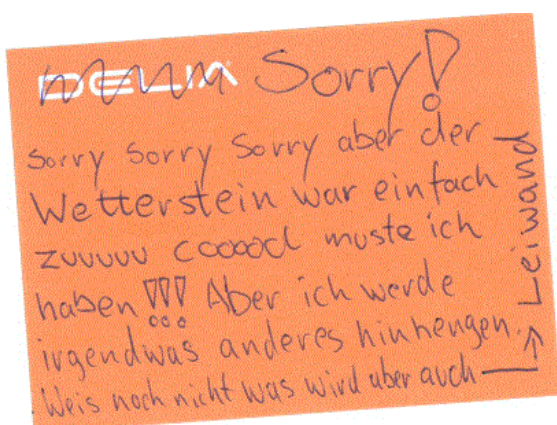 DELIA Sorry!
sorry sorry sorry aber der
Wetterstein war einfach
zuuuuu cooool muste ich
haben!!! Aber ich werde
irgendwas anderes hinhengen.
Weis noch nicht was wird aber auch → Leiwand